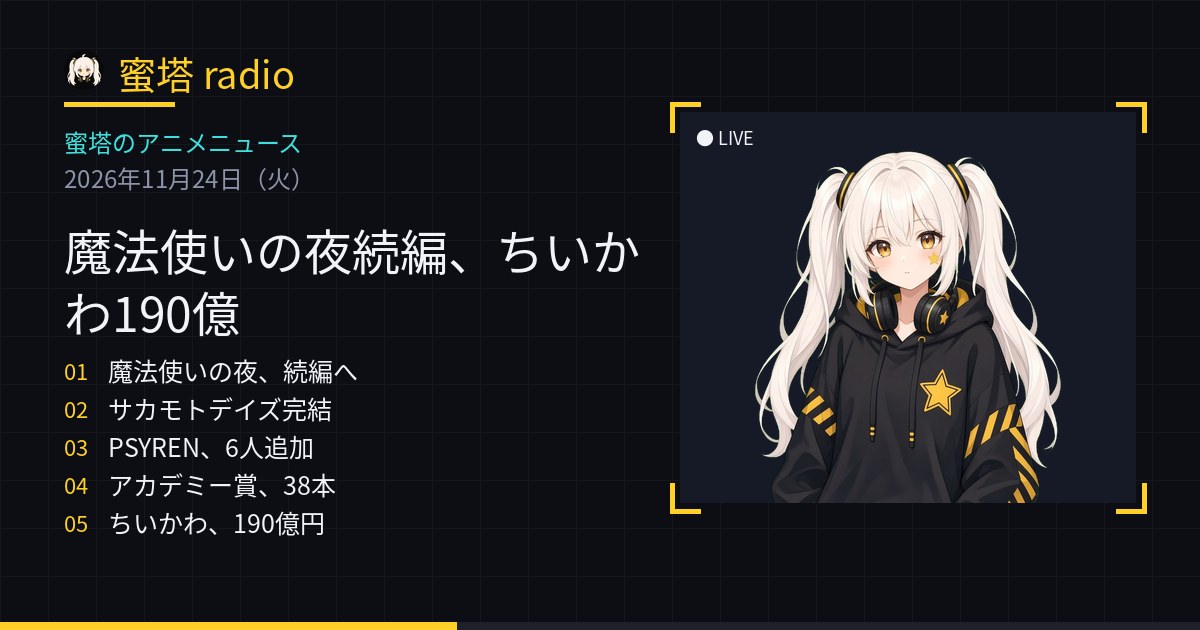 蜜塔 radio
蜜塔のアニメニュース
2026年11月24日（火）
魔法使いの夜続編、ちいか
わ190億
01 魔法使いの夜、続編へ
02 サカモトデイズ完結
03 PSYREN、6人追加
04 アカデミー賞、38本
05 ちいかわ、190億円
LIVE